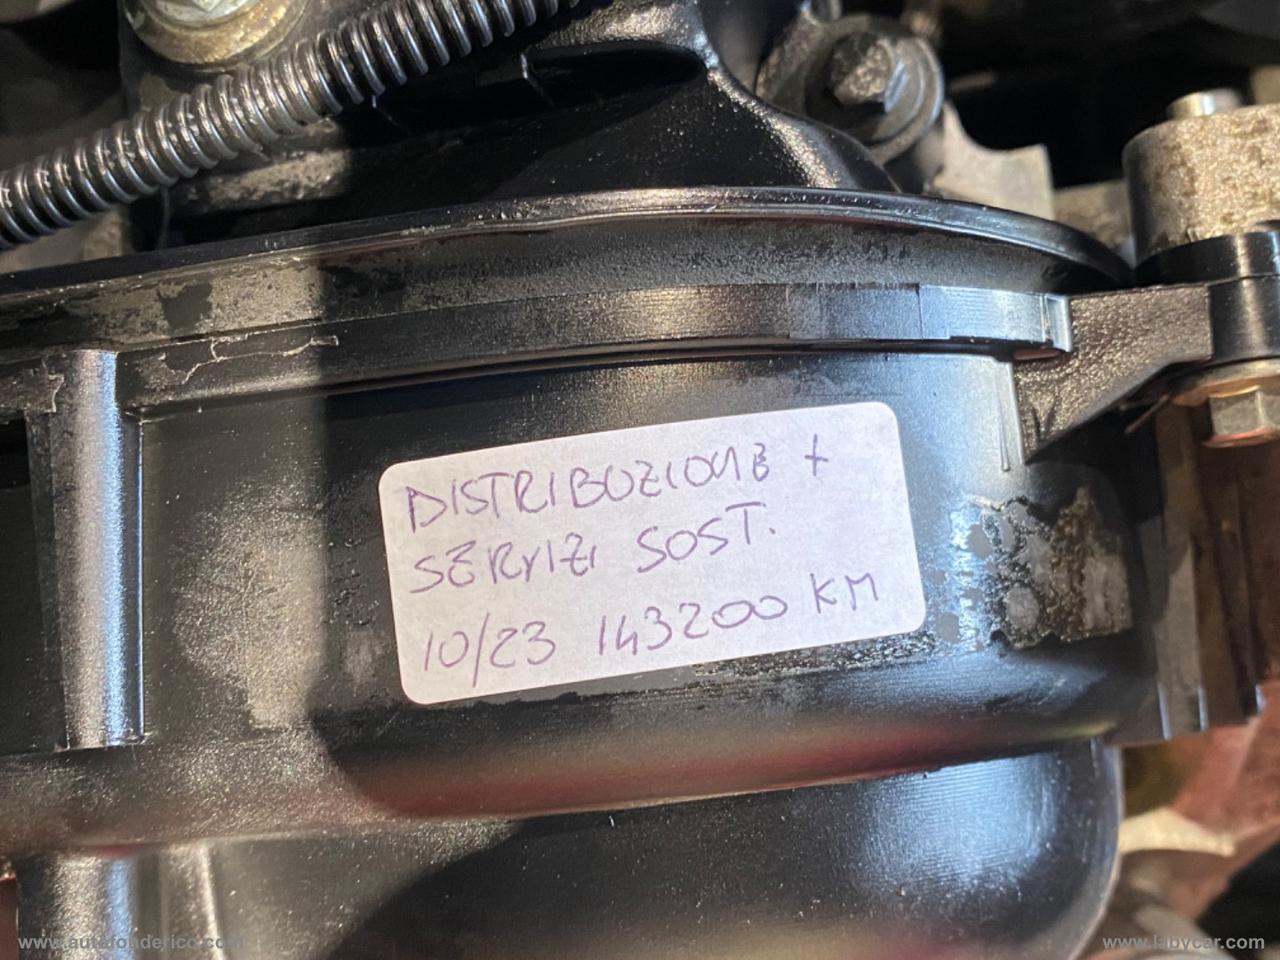 DISTRIBUZIONE +
SERVIZI SOST.
10/23 143200 KM
www.autofonderico.com
www.labycar.com